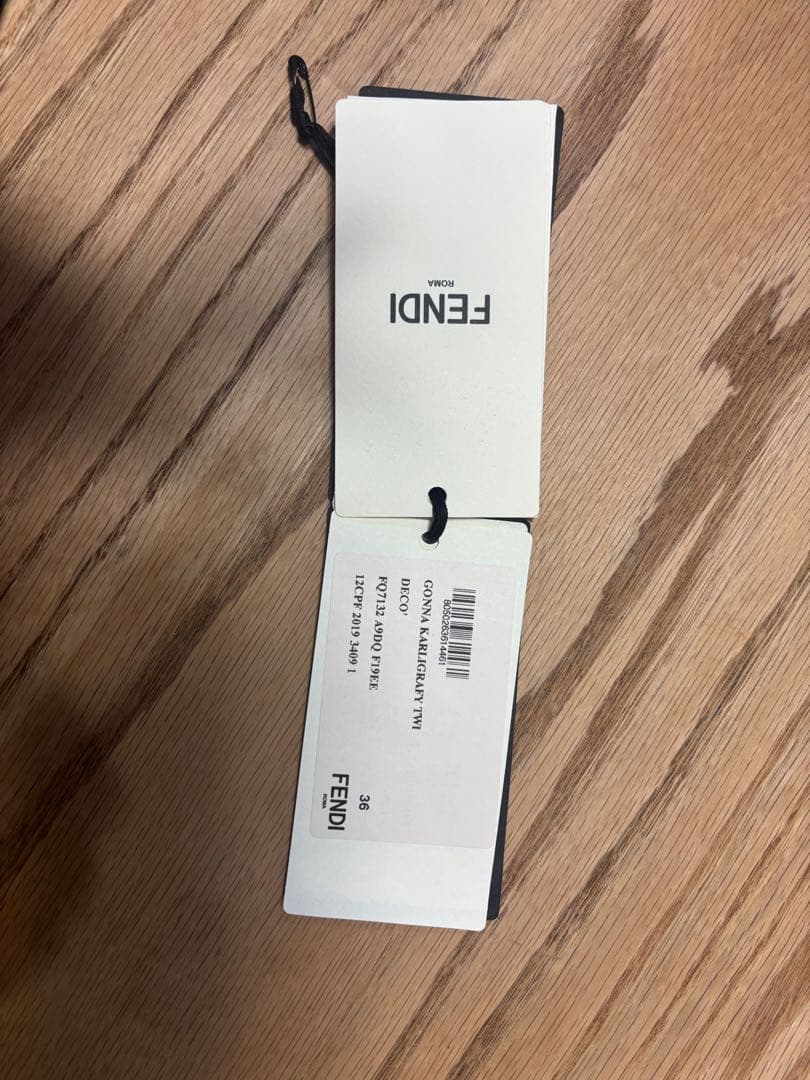 FENDI
ROMA
8050263614461
GONNA KARLIGRAFY TWI
DECO'
FQ7132 A9DQ F19EE
12CPF 2019 3409 1
36
FENDI
ROMA